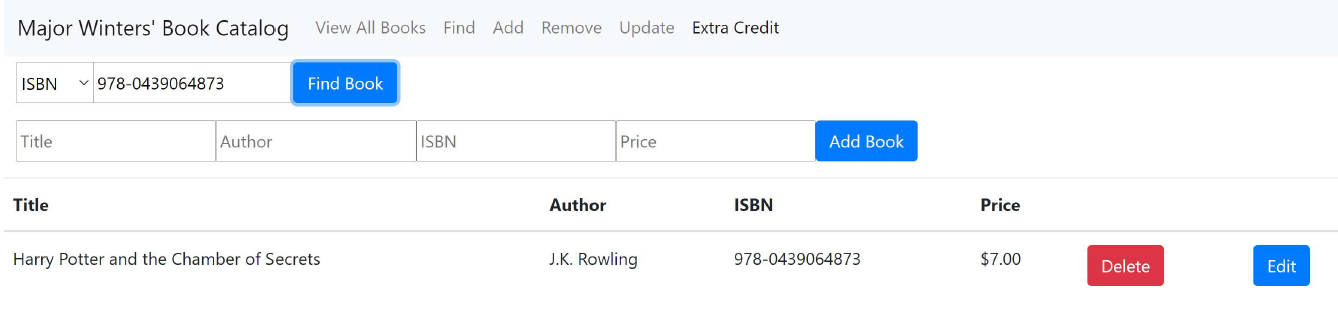 Major Winters' Book Catalog View All Books Find Add Remove Update Extra Credit
ISBN 978-0439064873 Find Book
Title Author ISBN Price Add Book
Title Author ISBN Price
Harry Potter and the Chamber of Secrets J.K. Rowling 978-0439064873 $7.00 Delete Edit